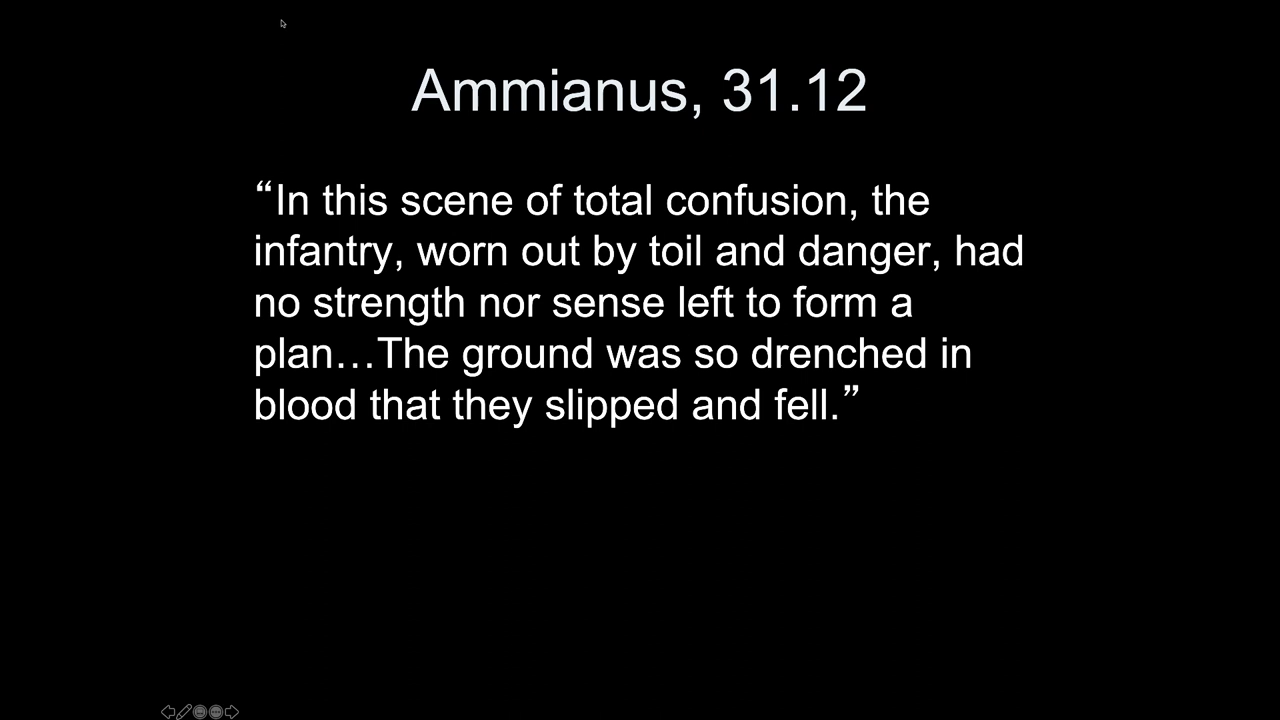 Ammianus, 31.12
“In this scene of total confusion, the
infantry, worn out by toil and danger, had
no strength nor sense left to form a
plan…The ground was so drenched in
blood that they slipped and fell.”